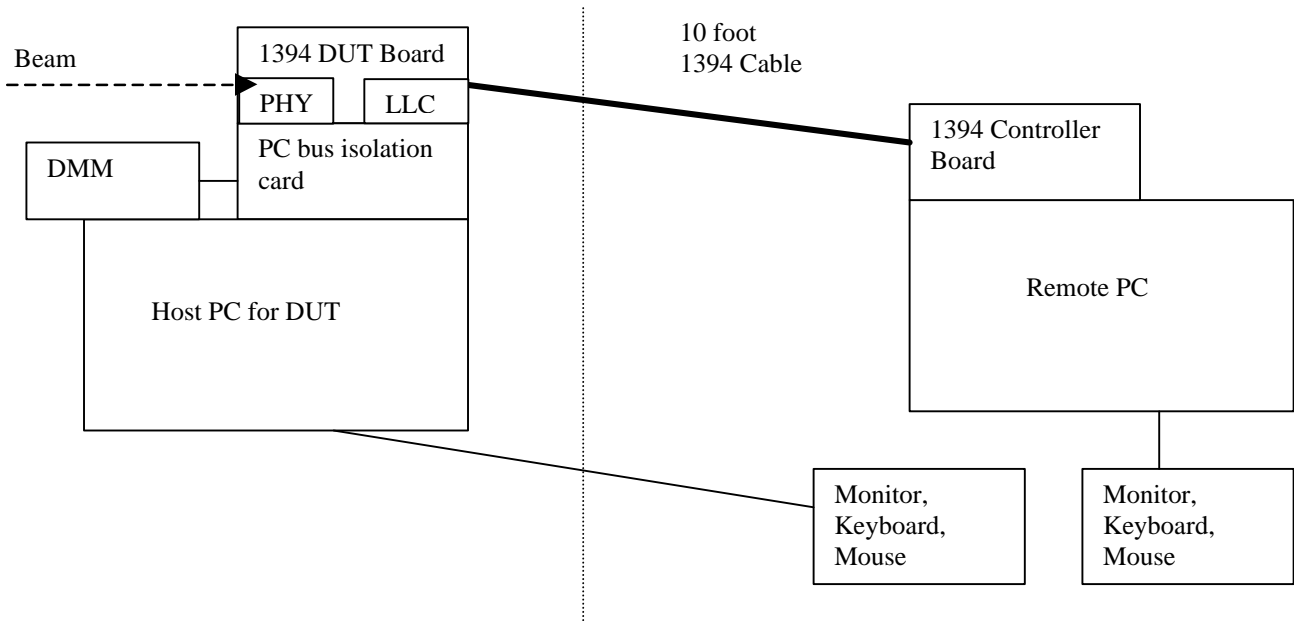 Beam
1394 DUT Board
PHY
LLC
DMM
PC bus isolation
card
Host PC for DUT
10 foot
1394 Cable
1394 Controller
Board
Remote PC
Monitor,
Keyboard,
Mouse
Monitor,
Keyboard,
Mouse